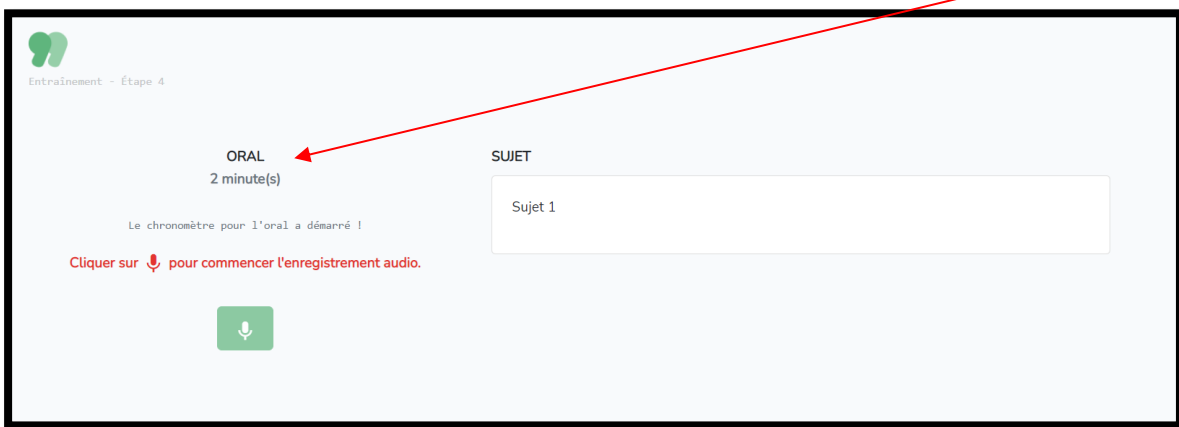 Entraînement - Étape 4
ORAL
2 minute(s)
Le chronomètre pour l'oral a démarré !
Cliquer sur pour commencer l'enregistrement audio.
SUJET
Sujet 1